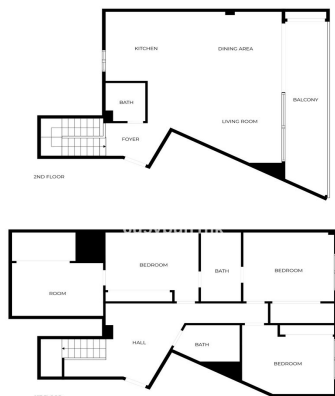 KITCHEN
DINING AREA
BATH
BALCONY
LIVING ROOM
FOYER
2ND FLOOR
BEDROOM
BATH
BEDROOM
ROOM
HALL
BATH
BEDROOM